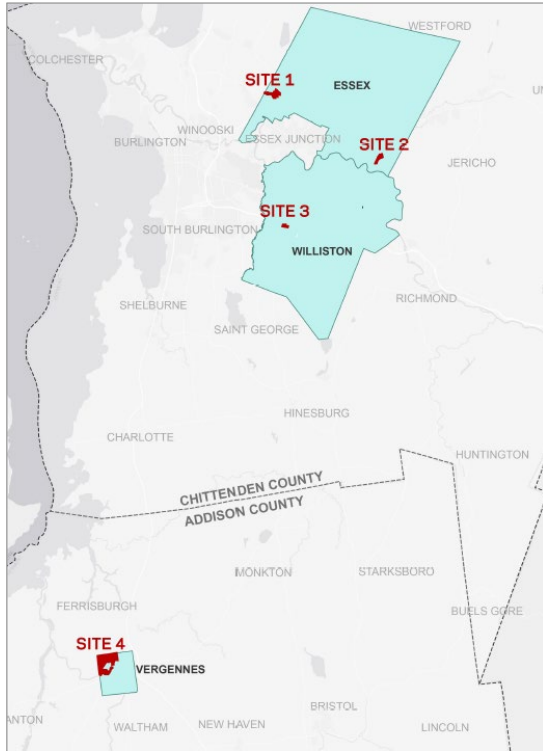 WESTFORD
COLCHESTER
SITE 1
ESSEX
WINOOSKI
BURLINGTON
ESSEX JUNCTION
SITE 2
JERICHO
SITE 3
SOUTH BURLINGTON
WILLISTON
RICHMOND
SHELBURNE
SAINT GEORGE
HINESBURG
CHARLOTTE
HUNTINGTON
CHITTENDEN COUNTY
ADDISON COUNTY
MONKTON
STARKSBORO
FERRISBURGH
BUELS GORE
SITE 4
VERGENNES
BRISTOL
ANTON
WALTHAM
NEW HAVEN
LINCOLN